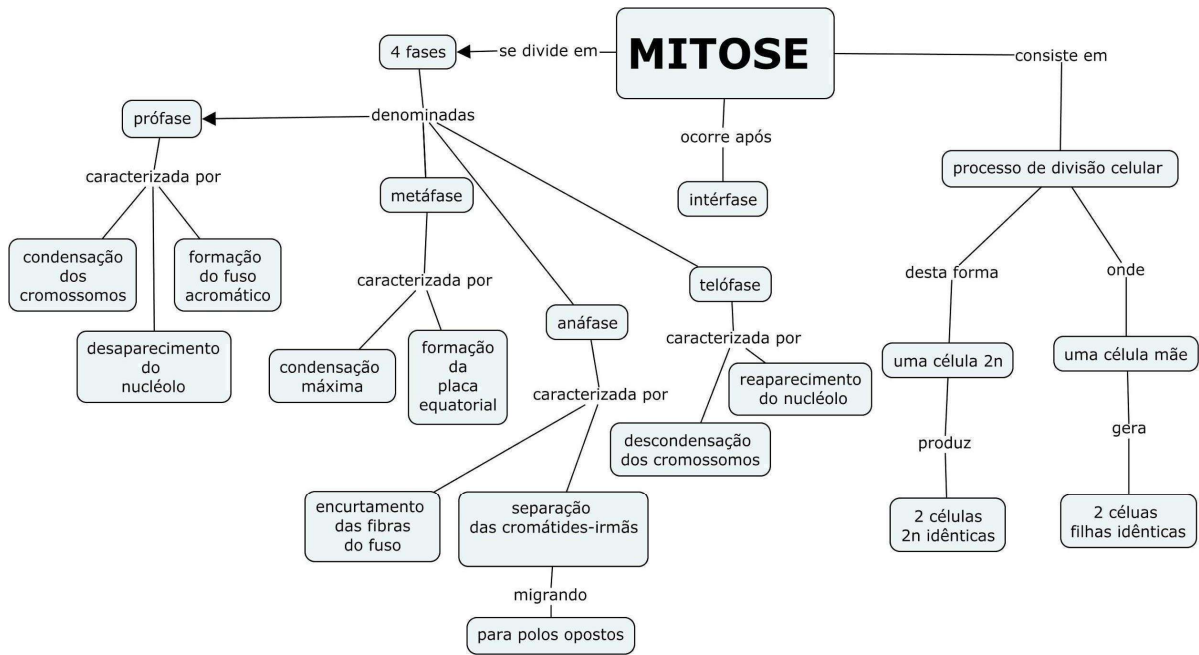 MITOSE
se divide em
4 fases
denominadas
prófase
caracterizada por
condensação
dos
cromossomos
desaparecimento
do
nucléolo
formação
do fuso
acromático
metáfase
caracterizada por
condensação
máxima
formação
da
placa
equatorial
anáfase
caracterizada por
encurtamento
das fibras
do fuso
separação
das cromátides-irmãs
migrando
para polos opostos
telófase
caracterizada por
descondensação
dos cromossomos
reaparecimento
do nucléolo
ocorre após
intérfase
consiste em
processo de divisão celular
desta forma
uma célula 2n
produz
2 células
2n idênticas
onde
uma célula mãe
gera
2 céluas
filhas idênticas